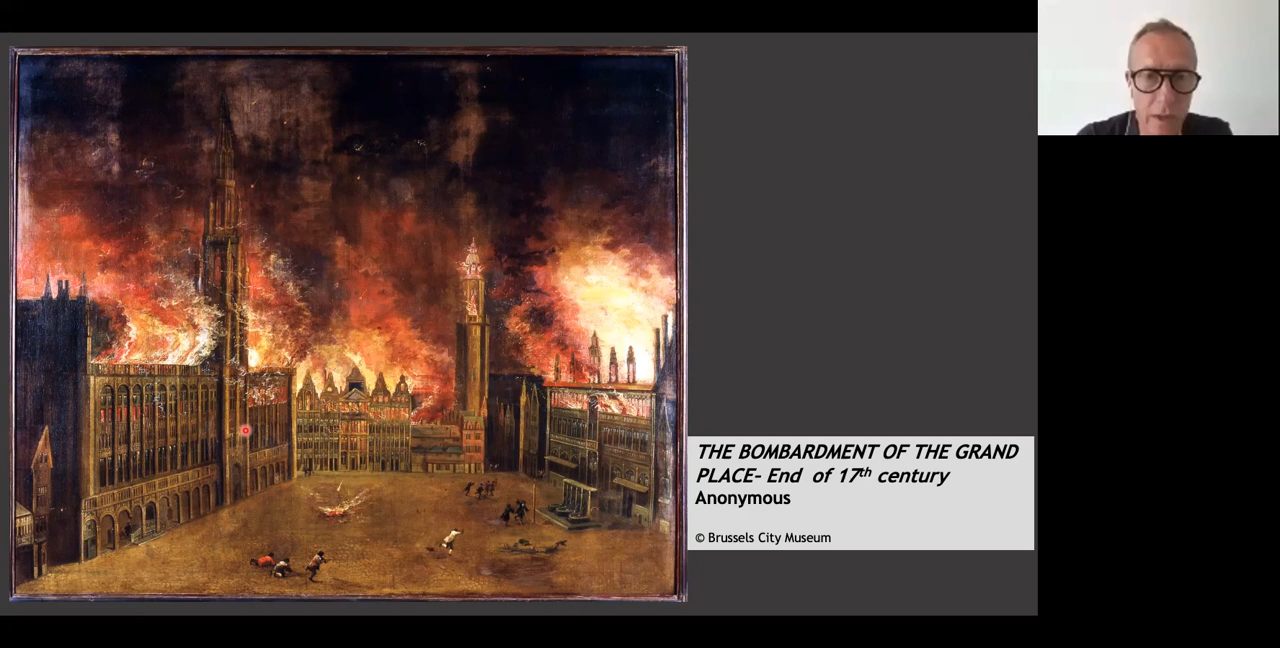 THE BOMBARDMENT OF THE GRAND
PLACE- End of 17th century
Anonymous
© Brussels City Museum